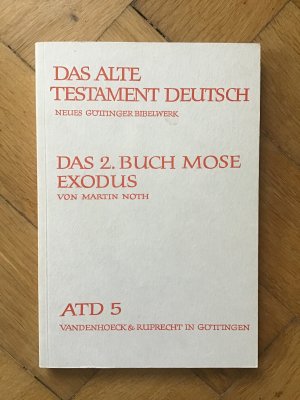 DAS ALTE
TESTAMENT DEUTSCH
NEUES GÖTTINGER BIBELWERK
DAS 2. BUCH MOSE
EXODUS
VON MARTIN NOTH
ATD 5
VANDENHOECK & RUPRECHT IN GÖTTINGEN